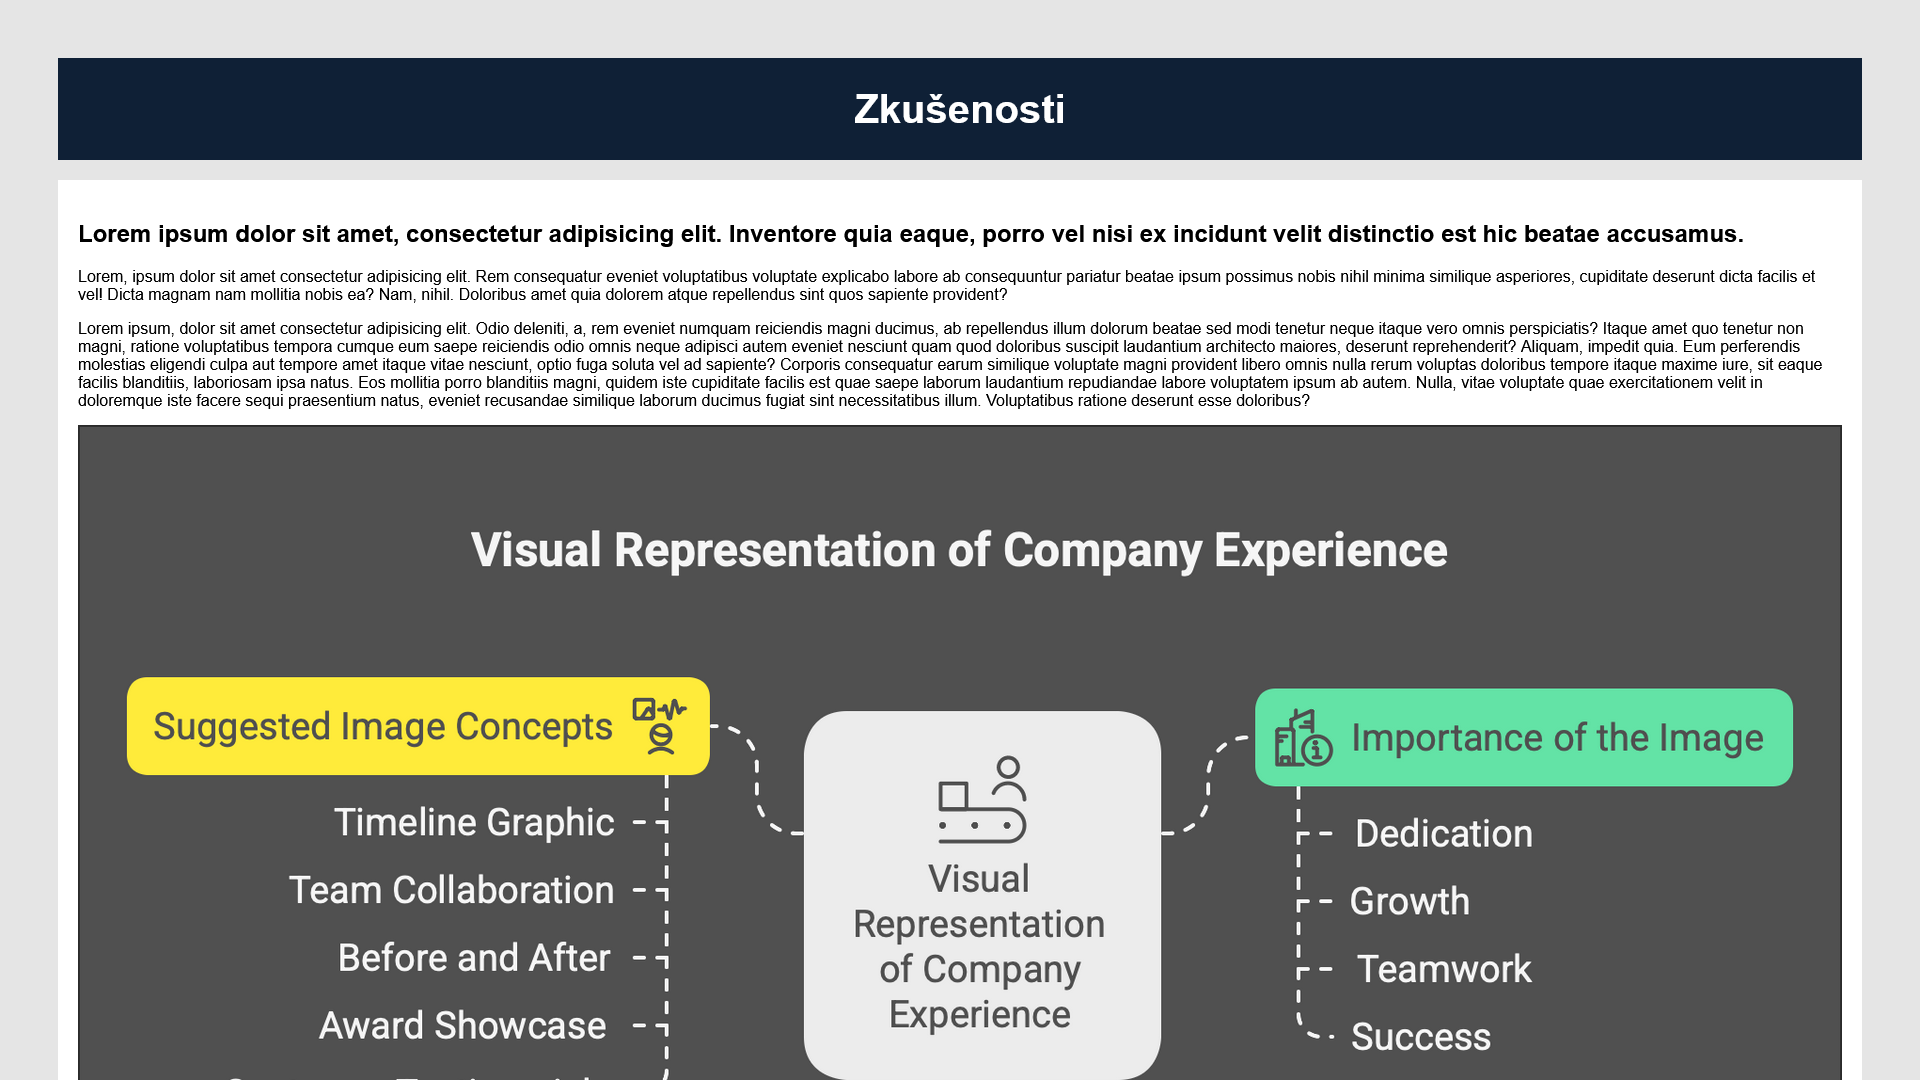 Zkušenosti
Lorem ipsum dolor sit amet, consectetur adipisicing elit. Inventore quia eaque, porro vel nisi ex incidunt velit distinctio est hic beatae accusamus.
Lorem, ipsum dolor sit amet consectetur adipisicing elit. Rem consequatur eveniet voluptatibus voluptate explicabo labore ab consequuntur pariatur beatae ipsum possimus nobis nihil minima similique asperiores, cupiditate deserunt dicta facilis et
vel! Dicta magnam nam mollitia nobis ea? Nam, nihil. Doloribus amet quia dolorem atque repellendus sint quos sapiente provident?
Lorem ipsum, dolor sit amet consectetur adipisicing elit. Odio deleniti, a, rem eveniet numquam reiciendis magni ducimus, ab repellendus illum dolorum beatae sed modi tenetur neque itaque vero omnis perspiciatis? Itaque amet quo tenetur non
magni, ratione voluptatibus tempora cumque eum saepe reiciendis odio omnis neque adipisci autem eveniet nesciunt quam quod doloribus suscipit laudantium architecto maiores, deserunt reprehenderit? Aliquam, impedit quia. Eum perferendis
molestias eligendi culpa aut tempore amet itaque vitae nesciunt, optio fuga soluta vel ad sapiente? Corporis consequatur earum similique voluptate magni provident libero omnis nulla rerum voluptas doloribus tempore itaque maxime iure, sit eaque
facilis blanditiis, laboriosam ipsa natus. Eos mollitia porro blanditiis magni, quidem iste cupiditate facilis est quae saepe laborum laudantium repudiandae labore voluptatem ipsum ab autem. Nulla, vitae voluptate quae exercitationem velit in
doloremque iste facere sequi praesentium natus, eveniet recusandae similique laborum ducimus fugiat sint necessitatibus illum. Voluptatibus ratione deserunt esse doloribus?
Visual Representation of Company Experience
Suggested Image Concepts
Timeline Graphic
Team Collaboration
Before and After
Award Showcase
Visual
Representation
of Company
Experience
Importance of the Image
Dedication
Growth
Teamwork
Success